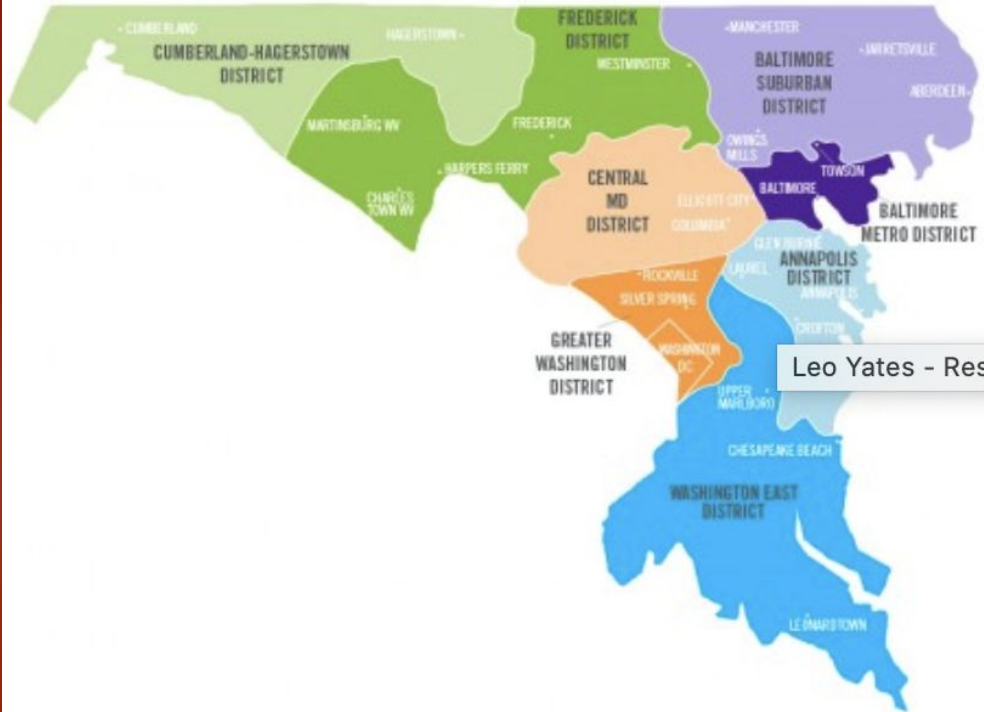 CUMBERLAND
CUMBERLAND-HAGERSTOWN
DISTRICT
HAGERSTOWN
FREDERICK
DISTRICT
WESTMINSTER
MANCHESTER
JARRETSVILLE
BALTIMORE
SUBURBAN
DISTRICT
ABERDEEN
MARTINSBURG WV
FREDERICK
HARPERS FERRY
CHARLES
TOWN WV
OWINGS
MILLS
TOWSON
BALTIMORE
BALTIMORE
METRO DISTRICT
CENTRAL
MD
DISTRICT
ELLICOTT CITY
COLUMBIA
GLEN BURNIE
ANNAPOLIS
DISTRICT
LAUREL
ANNAPOLIS
ROCKVILLE
SILVER SPRING
CROFTON
GREATER
WASHINGTON
DISTRICT
WASHINGTON
DC
Leo Yates - Res
UPPER
MARLBORO
CHESAPEAKE BEACH
WASHINGTON EAST
DISTRICT
LEONARDTOWN